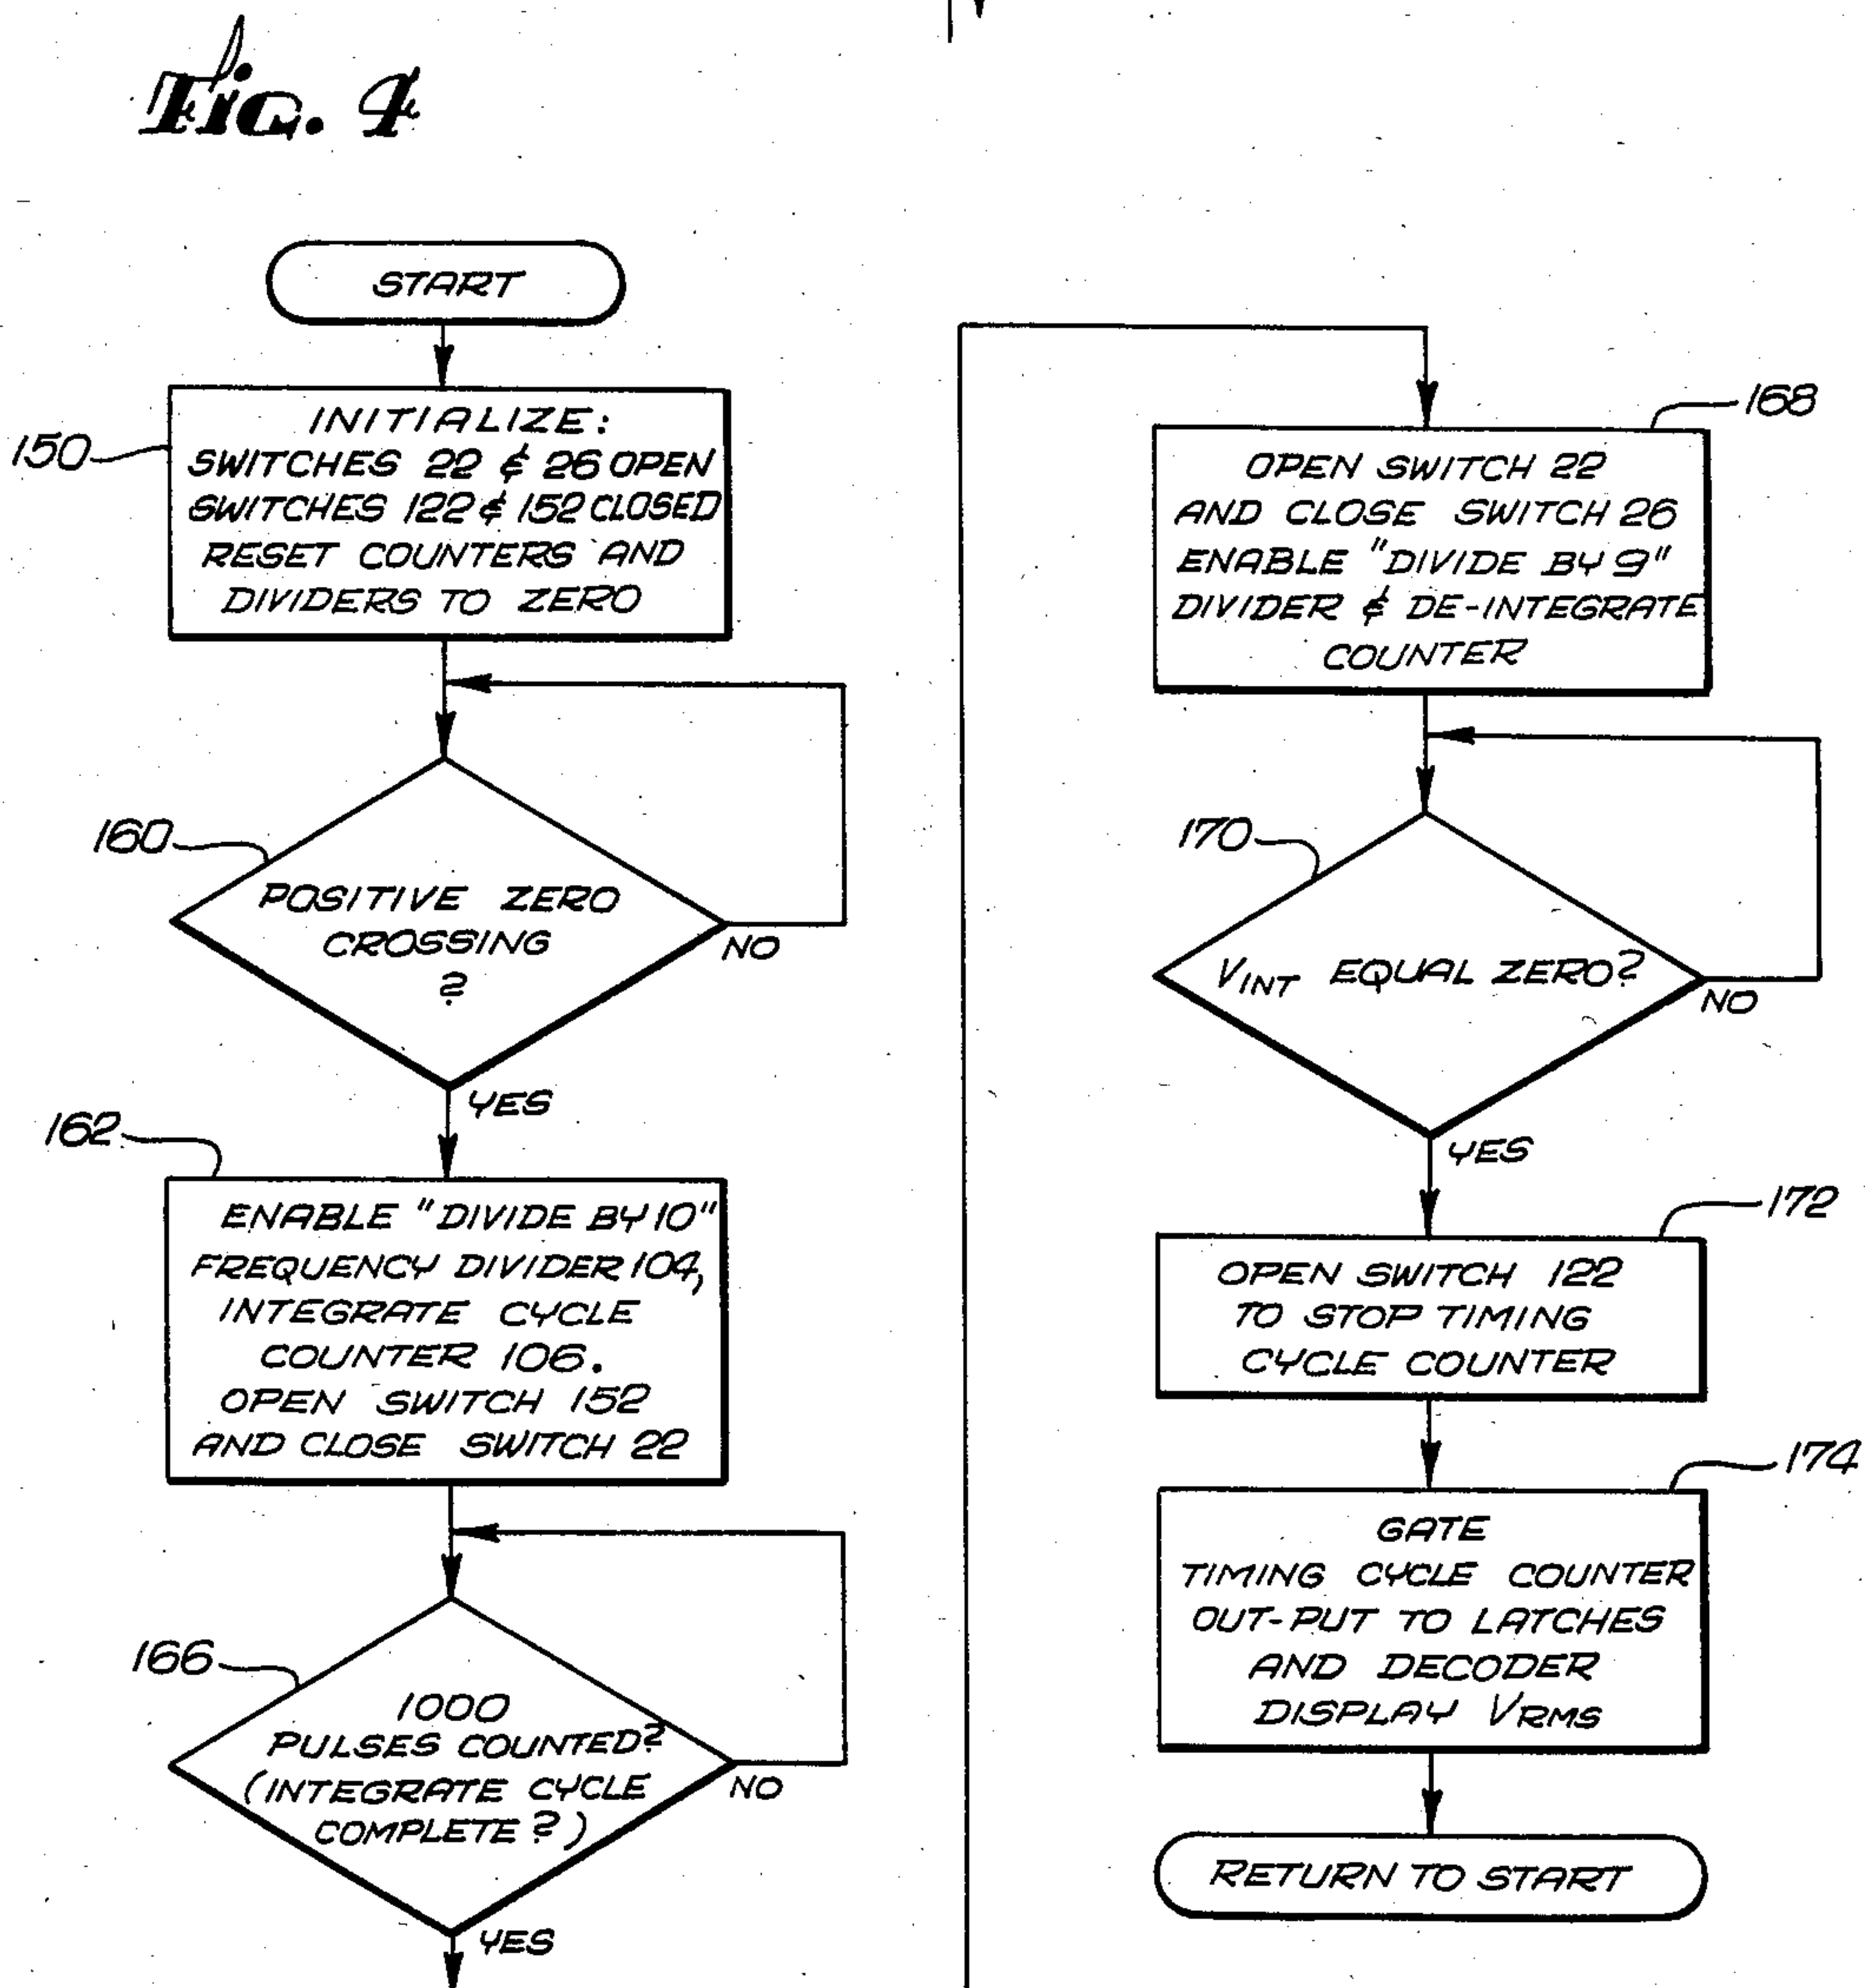 Fig. 4
START
150
INITIALIZE:
SWITCHES 22 & 26 OPEN
SWITCHES 122 & 152 CLOSED
RESET COUNTERS AND
DIVIDERS TO ZERO
160
POSITIVE ZERO
CROSSING
?
NO
YES
162
ENABLE "DIVIDE BY 10"
FREQUENCY DIVIDER 104,
INTEGRATE CYCLE
COUNTER 106.
OPEN SWITCH 152
AND CLOSE SWITCH 22
166
1000
PULSES COUNTED?
(INTEGRATE CYCLE
COMPLETE?)
NO
YES
168
OPEN SWITCH 22
AND CLOSE SWITCH 26
ENABLE "DIVIDE BY 9"
DIVIDER & DE-INTEGRATE
COUNTER
170
VINT EQUAL ZERO?
NO
YES
172
OPEN SWITCH 122
TO STOP TIMING
CYCLE COUNTER
174
GATE
TIMING CYCLE COUNTER
OUT-PUT TO LATCHES
AND DECODER
DISPLAY VRMS
RETURN TO START